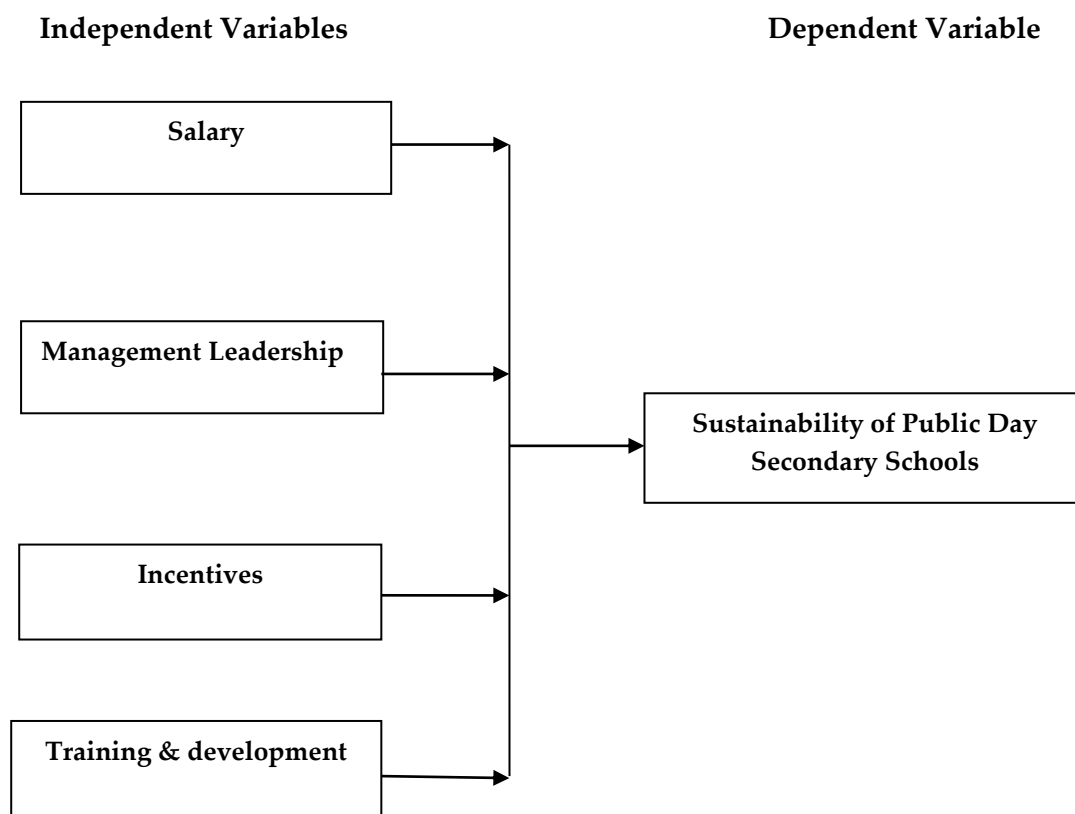 Independent Variables
Dependent Variable
Salary
Management Leadership
Sustainability of Public Day
Secondary Schools
Incentives
Training & development